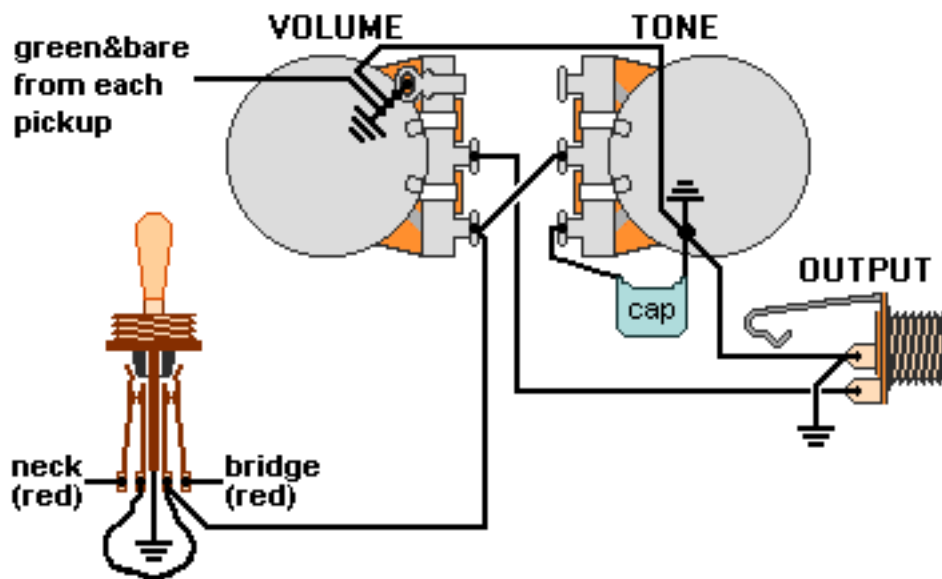 VOLUME
TONE
green&bare
from each
pickup
OUTPUT
cap
neck
(red)
bridge
(red)